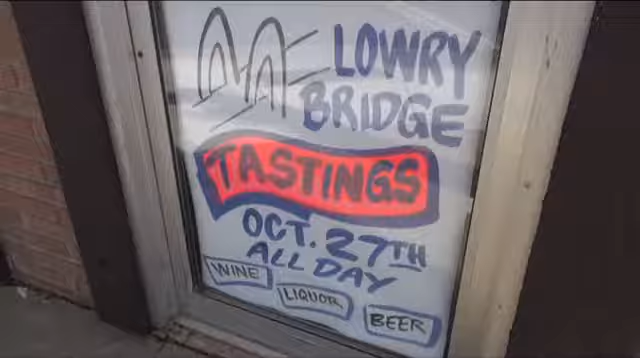 LOWRY
BRIDGE
TASTINGS
OCT. 27TH
ALL DAY
WINE
LIQUOR
BEER